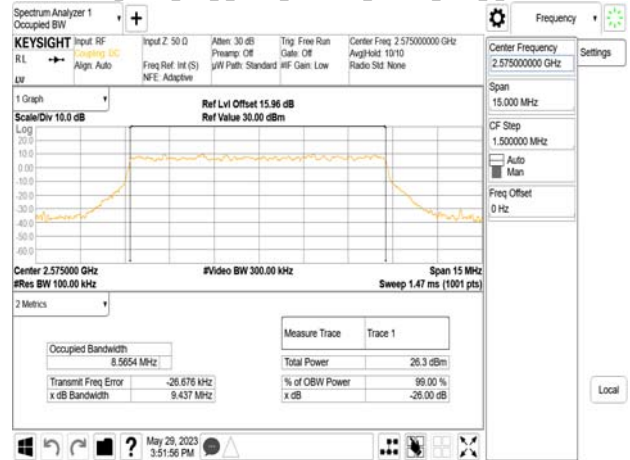 Spectrum Analyzer 1
Occupied BW
Frequency
KEYSIGHT
RL
Input: RF
Coupling: DC
Align: Auto
Input Z: 50 Ω
Freq Ref: Int (S)
NFE: Adaptive
Atten: 30 dB
Preamp: Off
µW Path: Standard
Trig: Free Run
Gate: Off
#IF Gain: Low
Center Freq: 2.575000000 GHz
Avg|Hold: 10/10
Radio Std: None
Center Frequency
2.575000000 GHz
Settings
Span
15.000 MHz
CF Step
1.500000 MHz
Auto
Man
Freq Offset
0 Hz
Local
1 Graph
Scale/Div 10.0 dB
Ref Lvl Offset 15.96 dB
Ref Value 30.00 dBm
Log
20.0
10.0
0.00
-10.0
-20.0
-30.0
-40.0
-50.0
-60.0
Center 2.575000 GHz
#Video BW 300.00 kHz
Span 15 MHz
#Res BW 100.00 kHz
Sweep 1.47 ms (1001 pts)
2 Metrics
Measure Trace Trace 1
Occupied Bandwidth
8.5654 MHz
Total Power 26.3 dBm
Transmit Freq Error -26.676 kHz
% of OBW Power 99.00 %
x dB Bandwidth 9.437 MHz
x dB -26.00 dB
May 29, 2023
3:51:56 PM